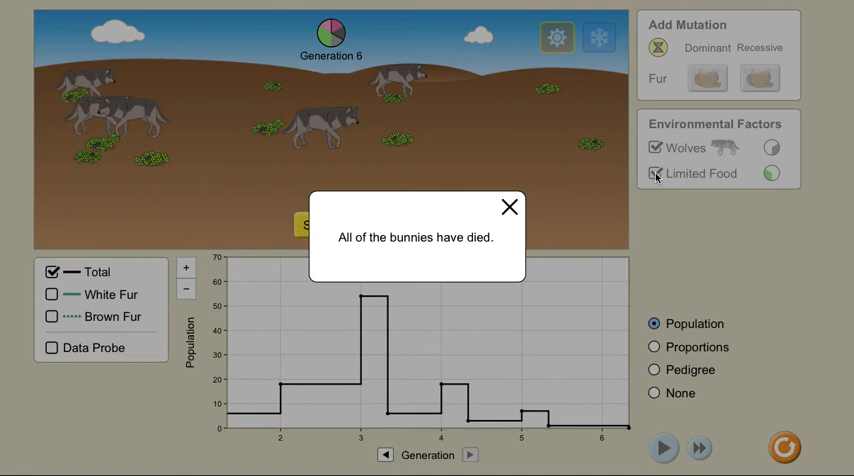 Generation 6
Add Mutation
Dominant Recessive
Fur
Environmental Factors
Wolves
Limited Food
S
All of the bunnies have died.
Total
White Fur
Brown Fur
Data Probe
+
−
Population
70
60
50
40
30
20
10
0
2 3 4 5 6
Generation
Population
Proportions
Pedigree
None